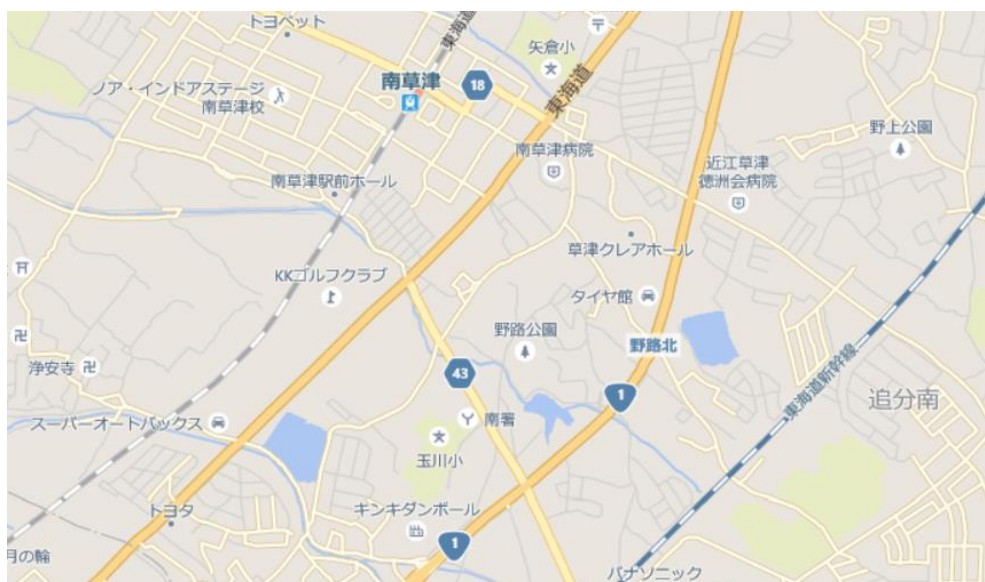 トヨペット
東海道
矢倉小
南草津
18
東海道
ノア・インドアステージ
南草津校
野上公園
南草津病院
近江草津
徳洲会病院
南草津駅前ホール
草津クレアホール
KKゴルフクラブ
タイヤ館
野路公園
野路北
浄安寺
43
1
東海道新幹線
追分南
スーパーオートバックス
南署
玉川小
キンキダンボール
トヨタ
1
月の輪
パナソニック